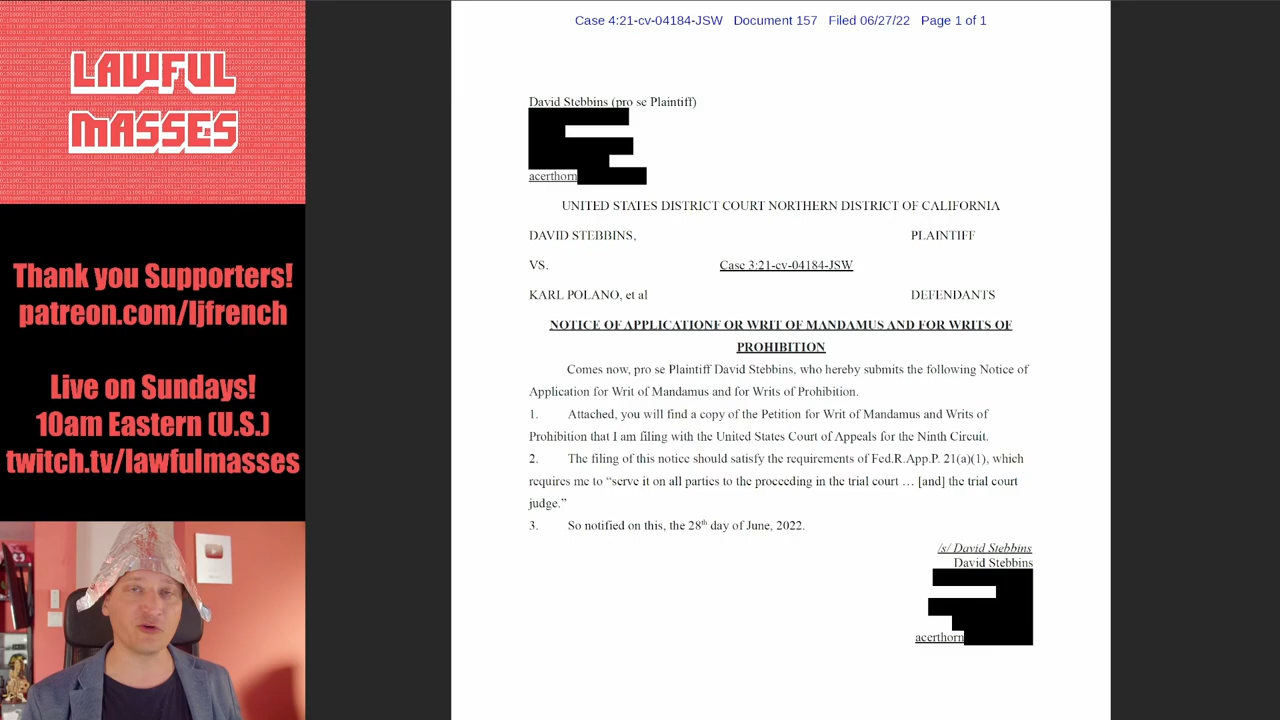 LAWFUL
MASSES
Thank you Supporters!
patreon.com/ljfrench
Live on Sundays!
10am Eastern (U.S.)
twitch.tv/lawfulmasses
Case 4:21-cv-04184-JSW Document 157 Filed 06/27/22 Page 1 of 1
David Stebbins (pro se Plaintiff)
acerthorn
UNITED STATES DISTRICT COURT NORTHERN DISTRICT OF CALIFORNIA
DAVID STEBBINS, PLAINTIFF
VS. Case 3:21-cv-04184-JSW
KARL POLANO, et al DEFENDANTS
NOTICE OF APPLICATIONF OR WRIT OF MANDAMUS AND FOR WRITS OF
PROHIBITION
Comes now, pro se Plaintiff David Stebbins, who hereby submits the following Notice of
Application for Writ of Mandamus and for Writs of Prohibition.
1. Attached, you will find a copy of the Petition for Writ of Mandamus and Writs of
Prohibition that I am filing with the United States Court of Appeals for the Ninth Circuit.
2. The filing of this notice should satisfy the requirements of Fed.R.App.P. 21(a)(1), which
requires me to “serve it on all parties to the proceeding in the trial court … [and] the trial court
judge.”
3. So notified on this, the 28th day of June, 2022.
/s/ David Stebbins
David Stebbins
acerthorn